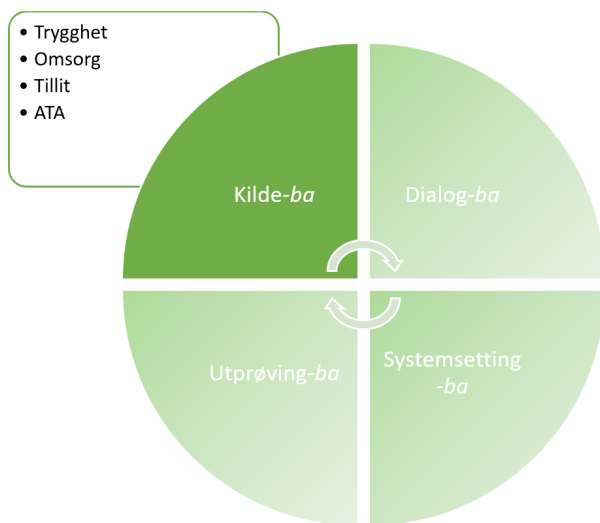 • Trygghet
• Omsorg
• Tillit
• ATA
Kilde-ba
Dialog-ba
Utprøving-ba
Systemsetting
-ba